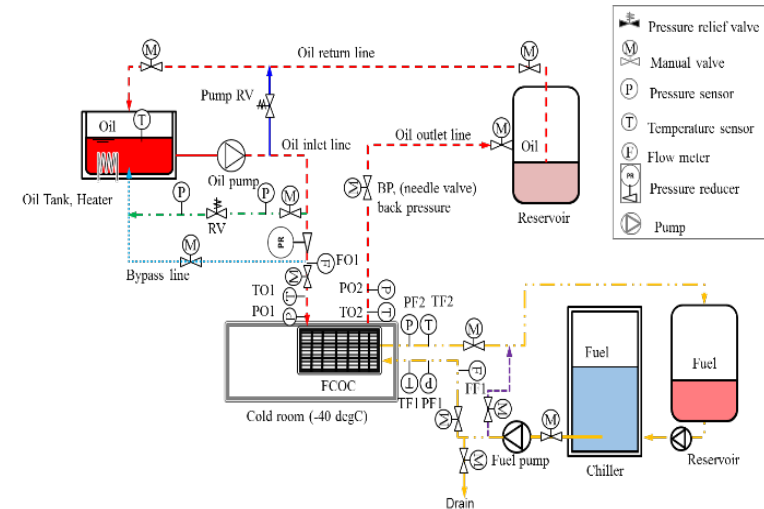 Pressure relief valve
M
Manual valve
P
Pressure sensor
T
Temperature sensor
F
Flow meter
PR
Pressure reducer
Pump
M
Oil return line
M
Pump RV
Oil
T
Oil inlet line
Oil outlet line
M
Oil
Oil pump
Oil Tank, Heater
P
P
M
RV
M
BP, (needle valve)
back pressure
Reservoir
M
Bypass line
PR
F
FO1
M
TO1
T
PO1
P
PO2
P
TO2
T
PF2 TF2
P
T
M
FCOC
T
P
TF1 PF1
F
FF1
Cold room (-40 dcgC)
M
M
M
Fuel pump
M
Drain
Fuel
Chiller
Fuel
Reservoir